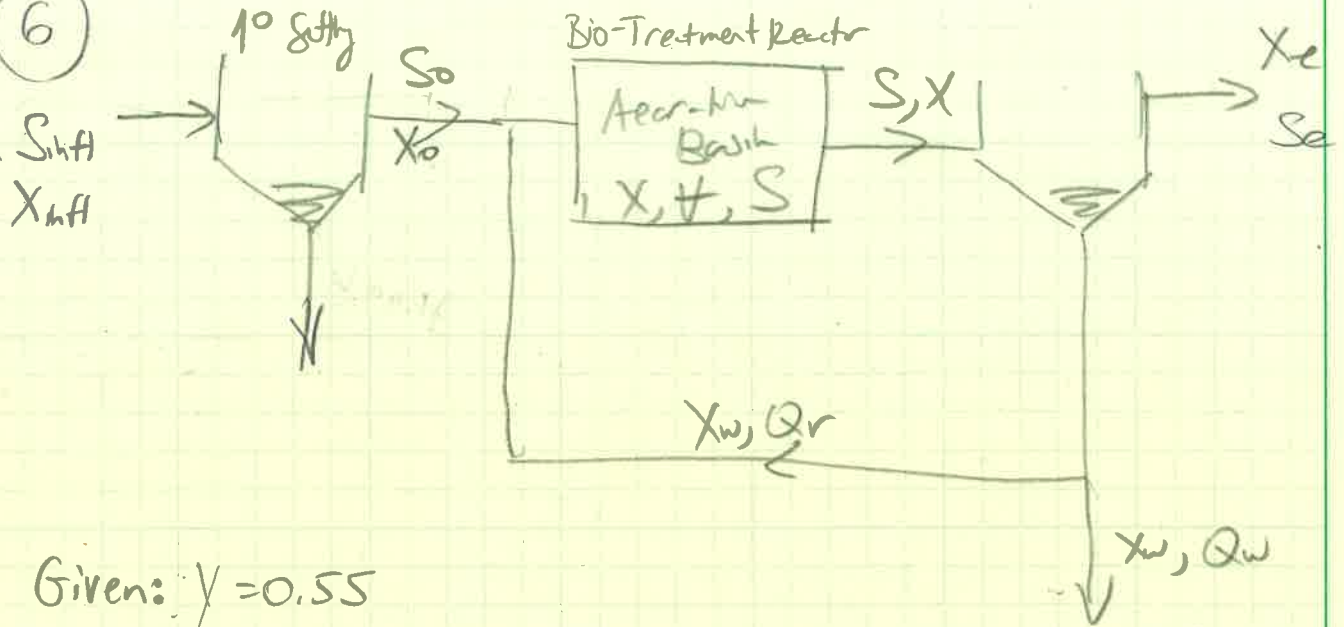 6
1° Settlg
Bio-Treatment Reactor
So
Xo
Sinfl
Xinfl
Aeration
Basin
X, V, S
S, X
Xe
Se
Xw, Qr
Xw, Qw
Given: Y = 0.55